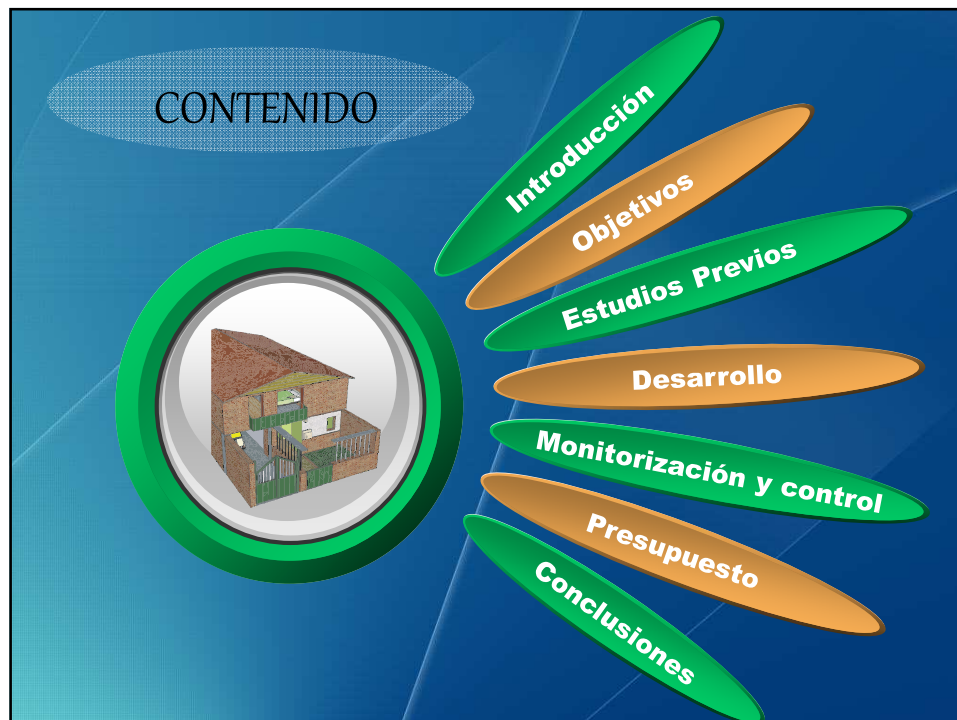 CONTENIDO
Introducción
Objetivos
Estudios Previos
Desarrollo
Monitorización y control
Presupuesto
Conclusiones